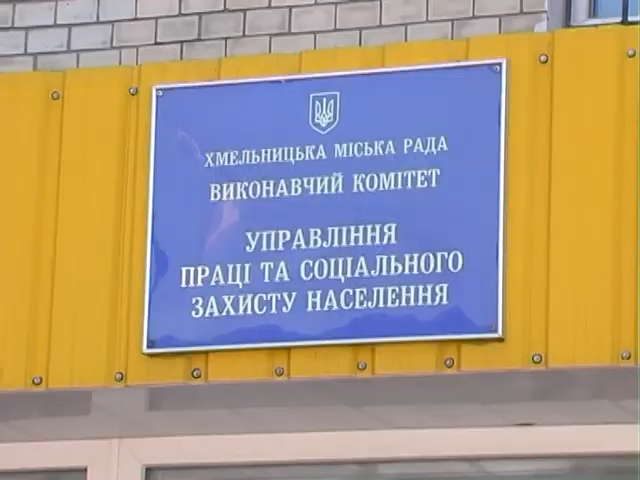 ХМЕЛЬНИЦЬКА МІСЬКА РАДА
ВИКОНАВЧИЙ КОМІТЕТ
УПРАВЛІННЯ
ПРАЦІ ТА СОЦІАЛЬНОГО
ЗАХИСТУ НАСЕЛЕННЯ